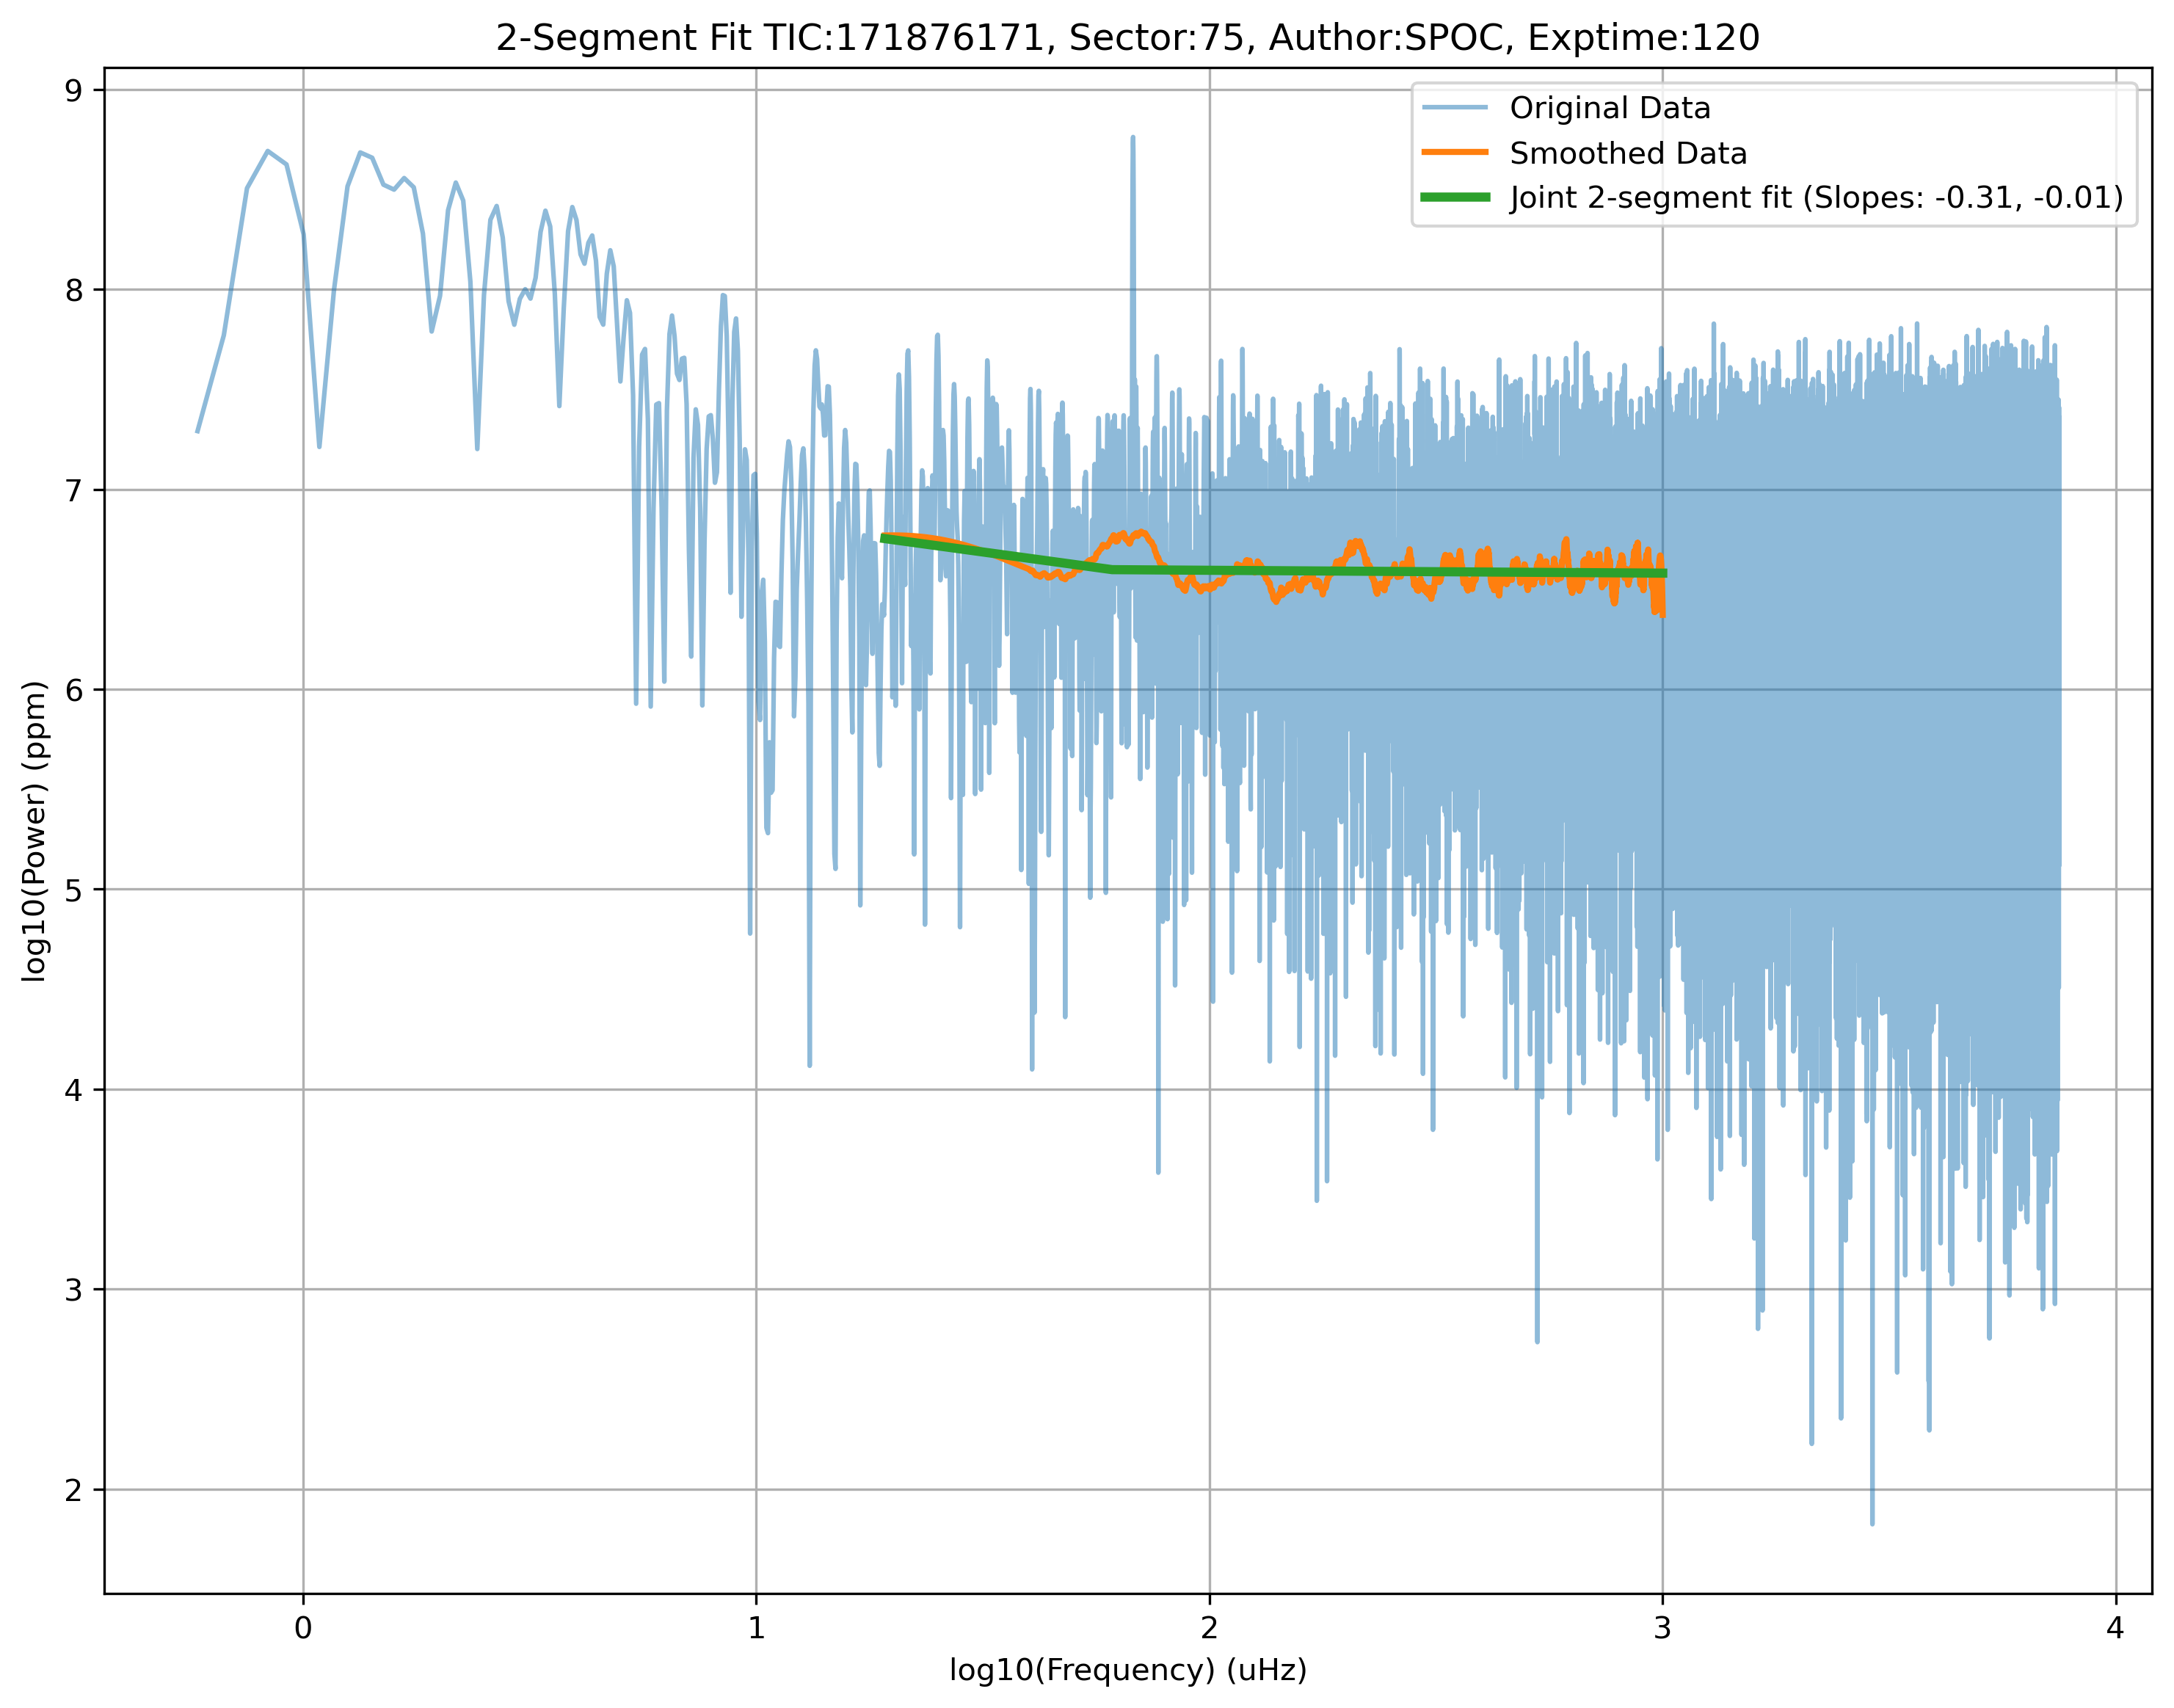 2-Segment Fit TIC:171876171, Sector:75, Author:SPOC, Exptime:120
Original Data
Smoothed Data
Joint 2-segment fit (Slopes: -0.31, -0.01)
log10(Power) (ppm)
9
8
7
6
5
4
3
2
0 1 2 3 4
log10(Frequency) (uHz)